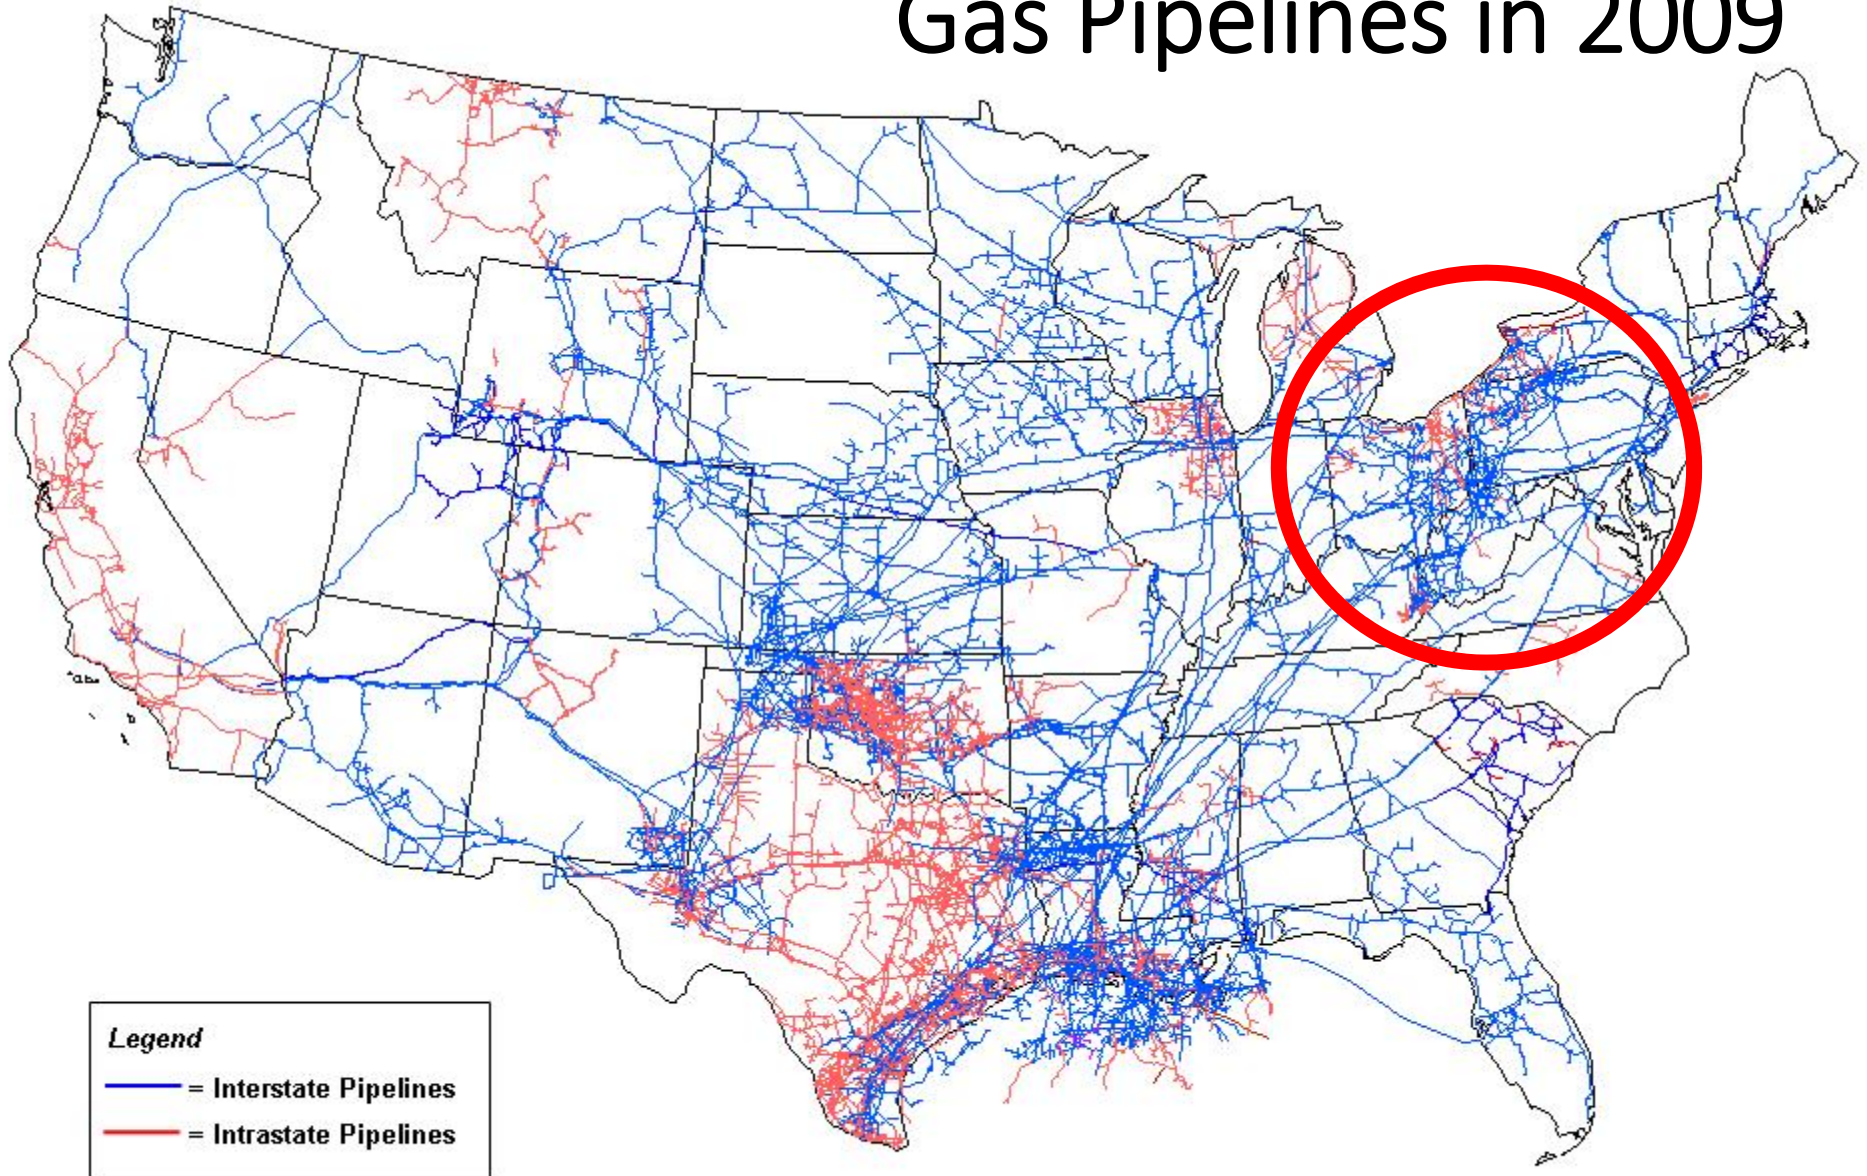 Gas Pipelines in 2009
Legend
= Interstate Pipelines
= Intrastate Pipelines